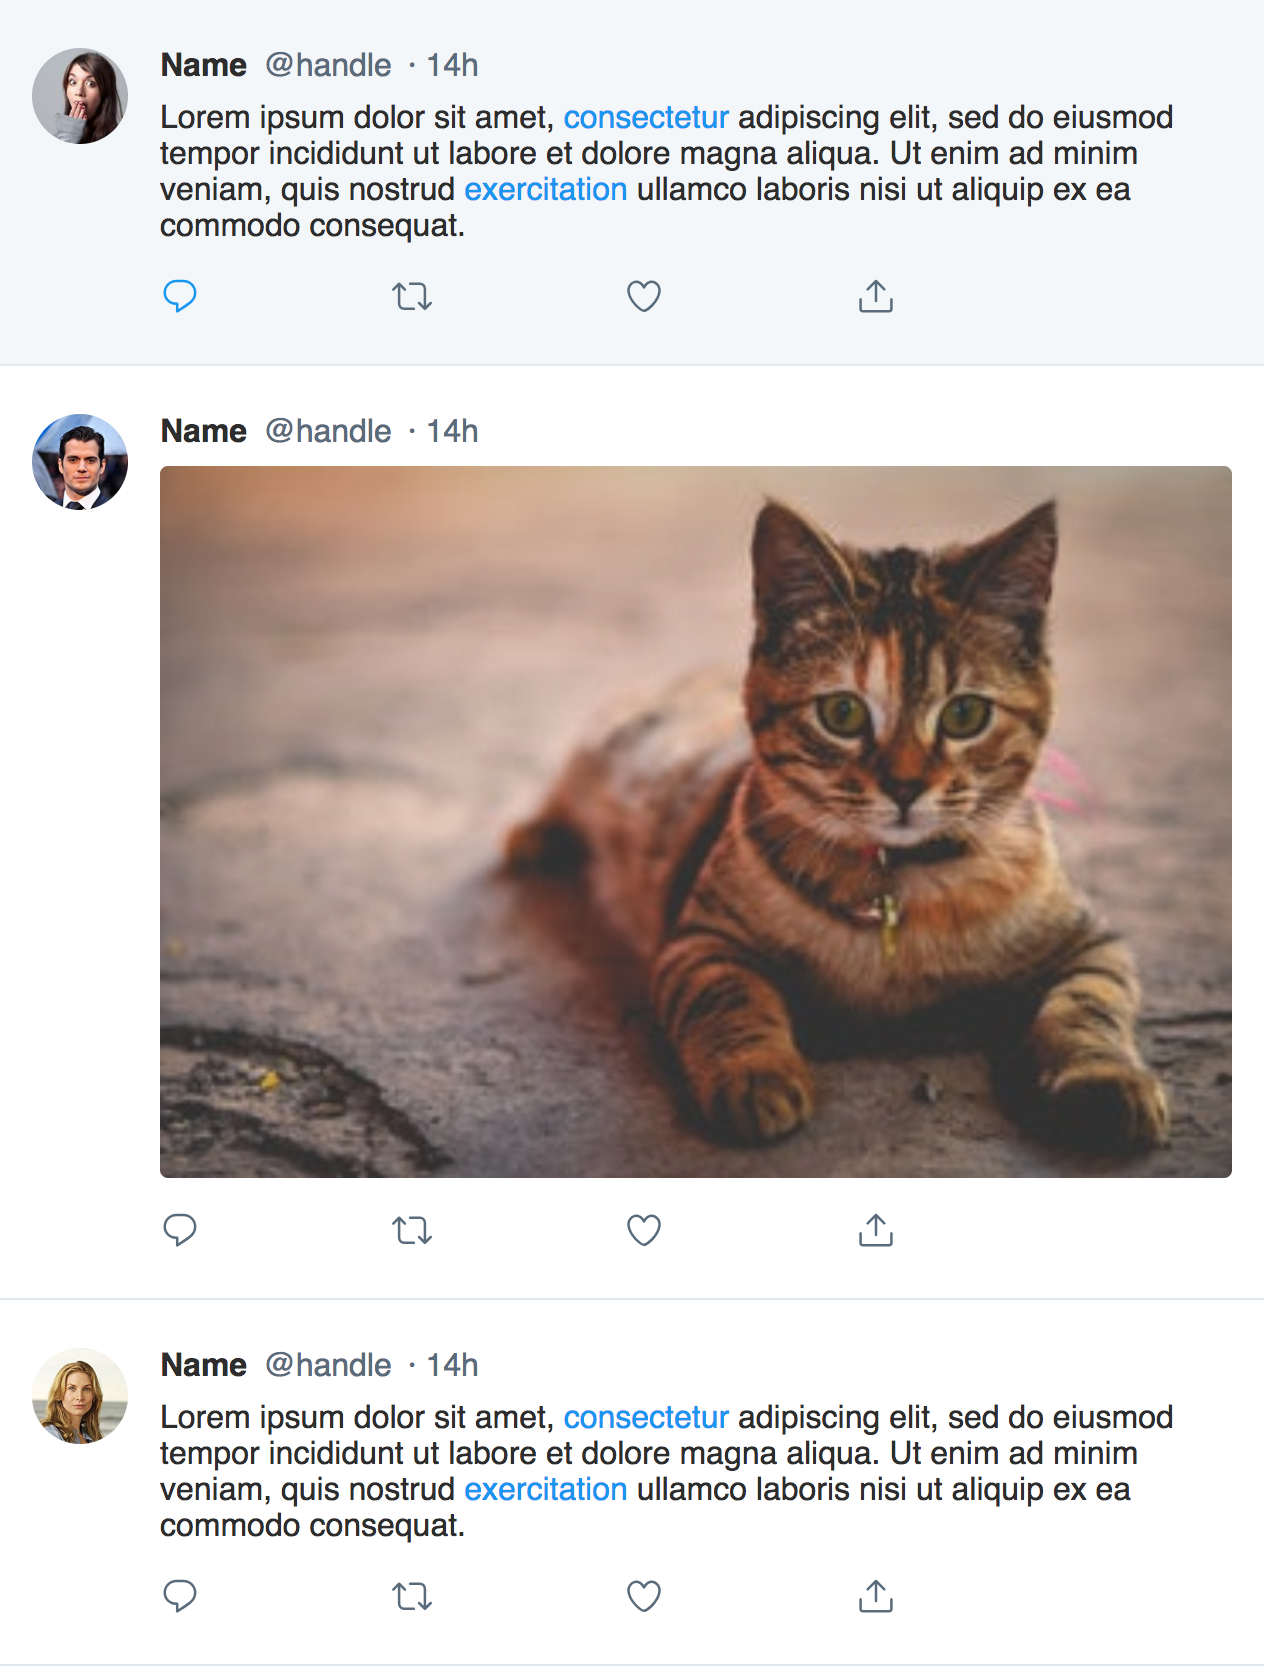 Name @handle · 14h
Lorem ipsum dolor sit amet, consectetur adipiscing elit, sed do eiusmod
tempor incididunt ut labore et dolore magna aliqua. Ut enim ad minim
veniam, quis nostrud exercitation ullamco laboris nisi ut aliquip ex ea
commodo consequat.
Name @handle · 14h
Name @handle · 14h
Lorem ipsum dolor sit amet, consectetur adipiscing elit, sed do eiusmod
tempor incididunt ut labore et dolore magna aliqua. Ut enim ad minim
veniam, quis nostrud exercitation ullamco laboris nisi ut aliquip ex ea
commodo consequat.